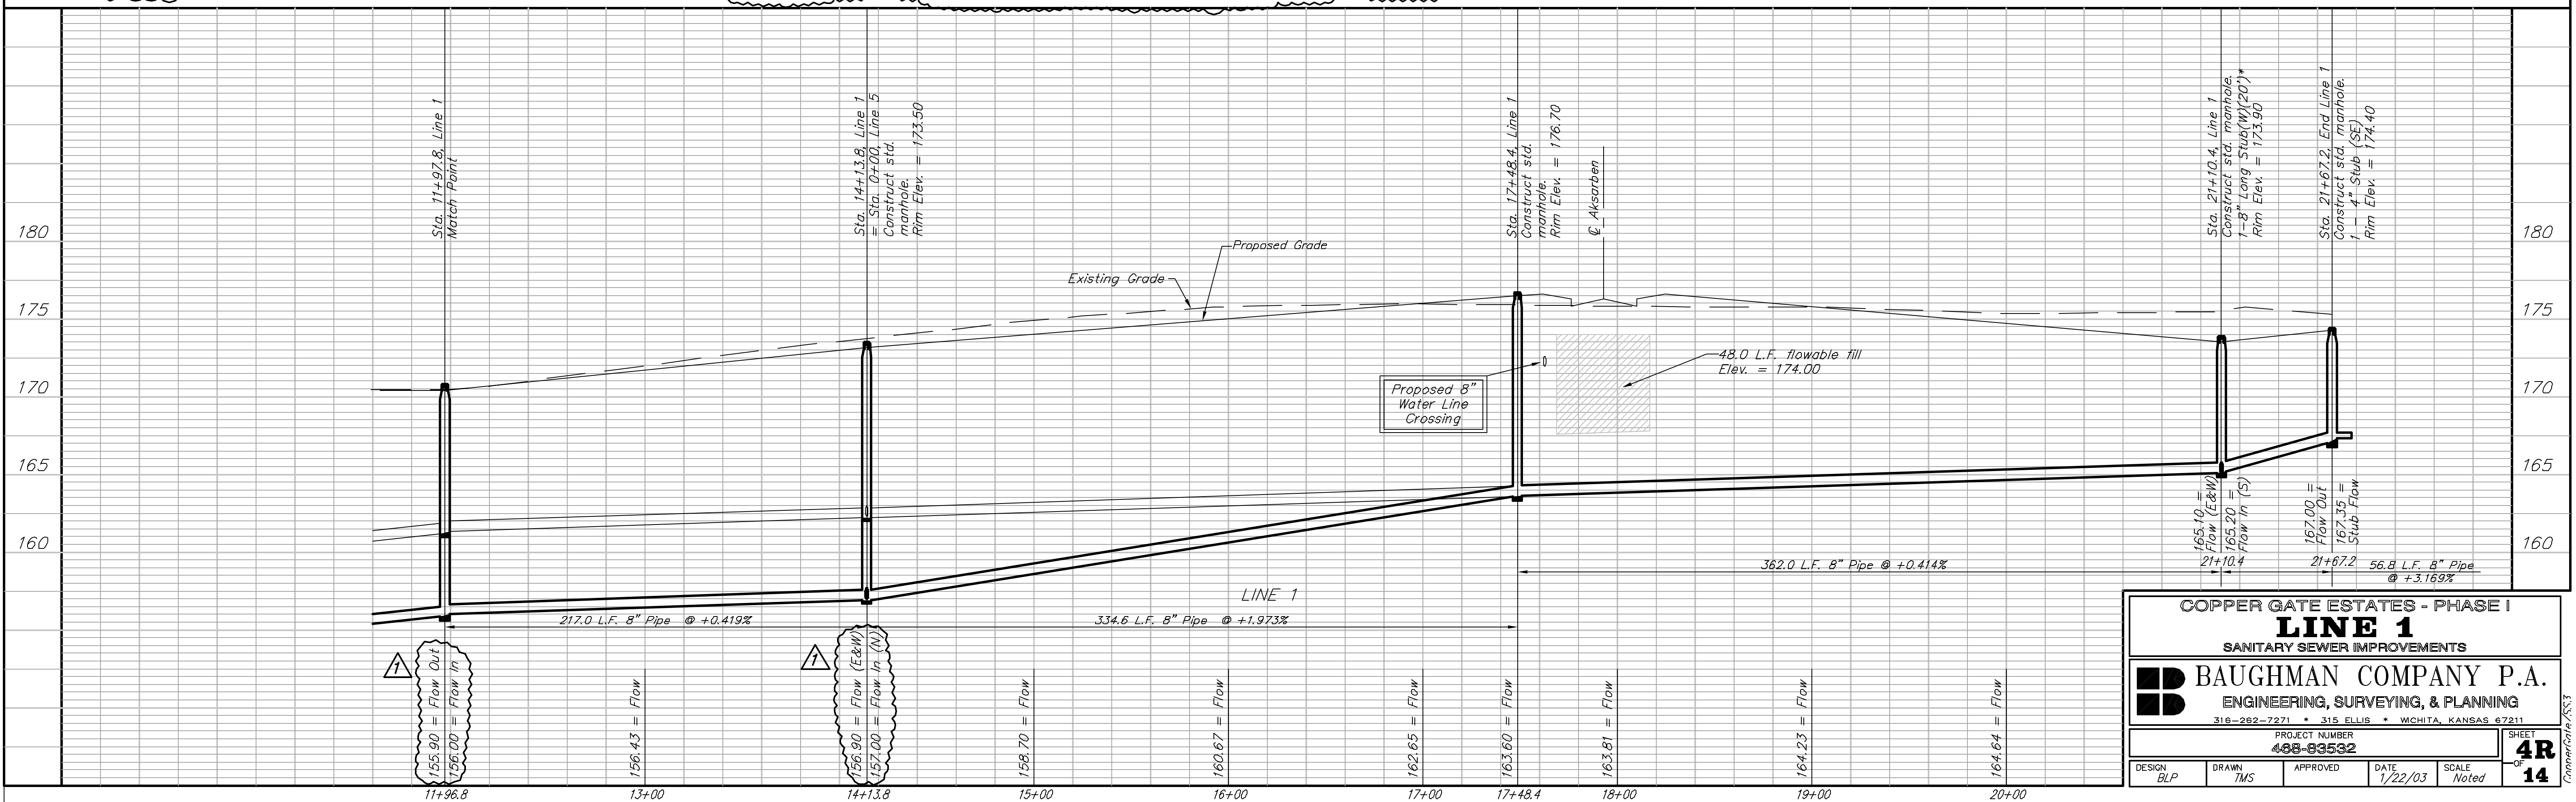 Sta. 11+97.8, Line 1
Match Point
Sta. 14+13.8, Line 1
= Sta. 0+00, Line 5
Construct std.
manhole.
Rim Elev. = 173.50
Sta. 17+48.4, Line 1
Construct std.
manhole.
Rim Elev. = 176.70
℄ Aksarben
Sta. 21+10.4, Line 1
Construct std. manhole.
1-8" Long Stub(W)(20')*
Rim Elev. = 173.90
Sta. 21+67.2, End Line 1
Construct std. manhole.
1 - 4" Stub (SE)
Rim Elev. = 174.40
180
180
Proposed Grade
Existing Grade
175
175
48.0 L.F. flowable fill
Elev. = 174.00
170
170
Proposed 8"
Water Line
Crossing
165
165
165.10 =
Flow (E&W)
165.20 =
Flow In (S)
167.00 =
Flow Out
167.35 =
Stub Flow
160
160
21+10.4
21+67.2
362.0 L.F. 8" Pipe @ +0.414%
56.8 L.F. 8" Pipe
@ +3.169%
LINE 1
217.0 L.F. 8" Pipe @ +0.419%
334.6 L.F. 8" Pipe @ +1.973%
1
1
155.90 = Flow Out
156.00 = Flow In
156.43 = Flow
156.90 = Flow (E&W)
157.00 = Flow In (N)
158.70 = Flow
160.67 = Flow
162.65 = Flow
163.60 = Flow
163.81 = Flow
164.23 = Flow
164.64 = Flow
11+96.8
13+00
14+13.8
15+00
16+00
17+00
17+48.4
18+00
19+00
20+00
COPPER GATE ESTATES - PHASE I
LINE 1
SANITARY SEWER IMPROVEMENTS
BAUGHMAN COMPANY P.A.
ENGINEERING, SURVEYING, & PLANNING
316-262-7271 * 315 ELLIS * WICHITA, KANSAS 67211
PROJECT NUMBER
468-83532
SHEET
4R
OF
14
DESIGN
BLP
DRAWN
TMS
APPROVED
DATE
1/22/03
SCALE
Noted
CopperGate/SS3